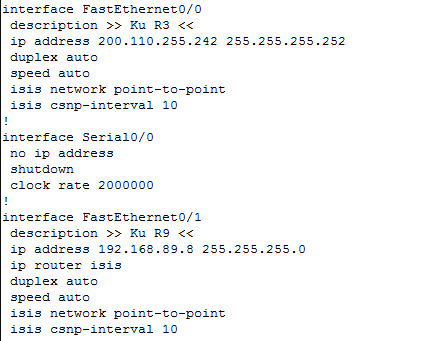 interface FastEthernet0/0
description >> Ku R3 <<
ip address 200.110.255.242 255.255.255.252
duplex auto
speed auto
isis network point-to-point
isis csnp-interval 10
!
interface Serial0/0
no ip address
shutdown
clock rate 2000000
!
interface FastEthernet0/1
description >> Ku R9 <<
ip address 192.168.89.8 255.255.255.0
ip router isis
duplex auto
speed auto
isis network point-to-point
isis csnp-interval 10